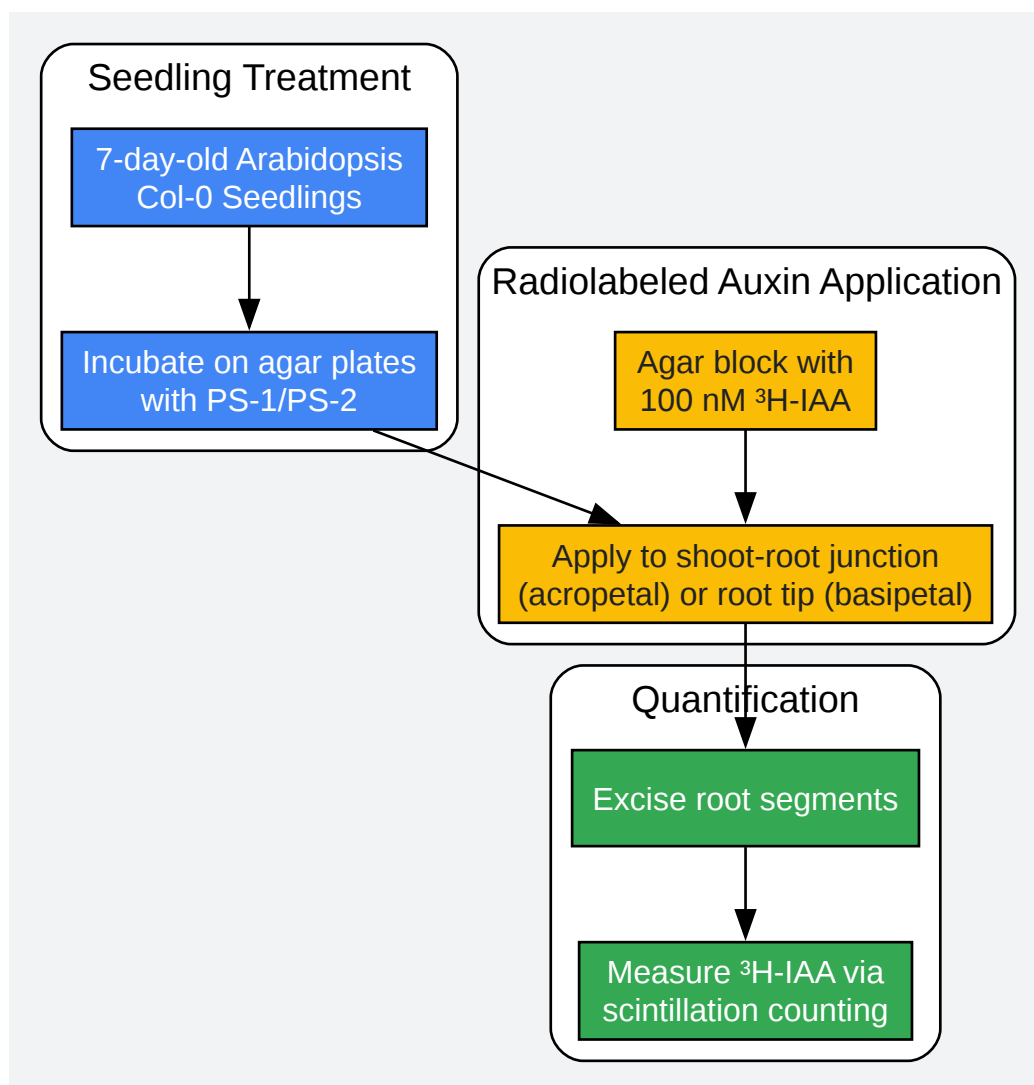 Seedling Treatment
7-day-old Arabidopsis
Col-0 Seedlings
Incubate on agar plates
with PS-1/PS-2
Radiolabeled Auxin Application
Agar block with
100 nM ³H-IAA
Apply to shoot-root junction
(acropetal) or root tip (basipetal)
Quantification
Excise root segments
Measure ³H-IAA via
scintillation counting